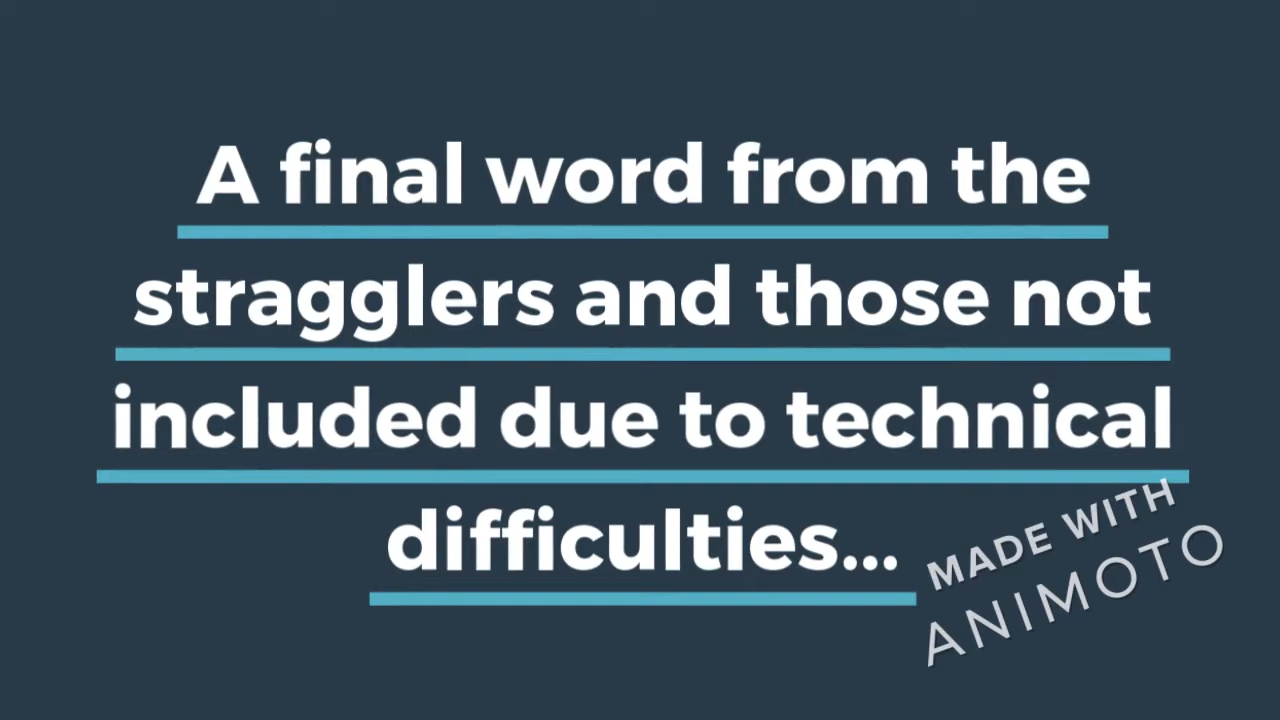 A final word from the
stragglers and those not
included due to technical
difficulties...
MADE WITH
ANIMOTO